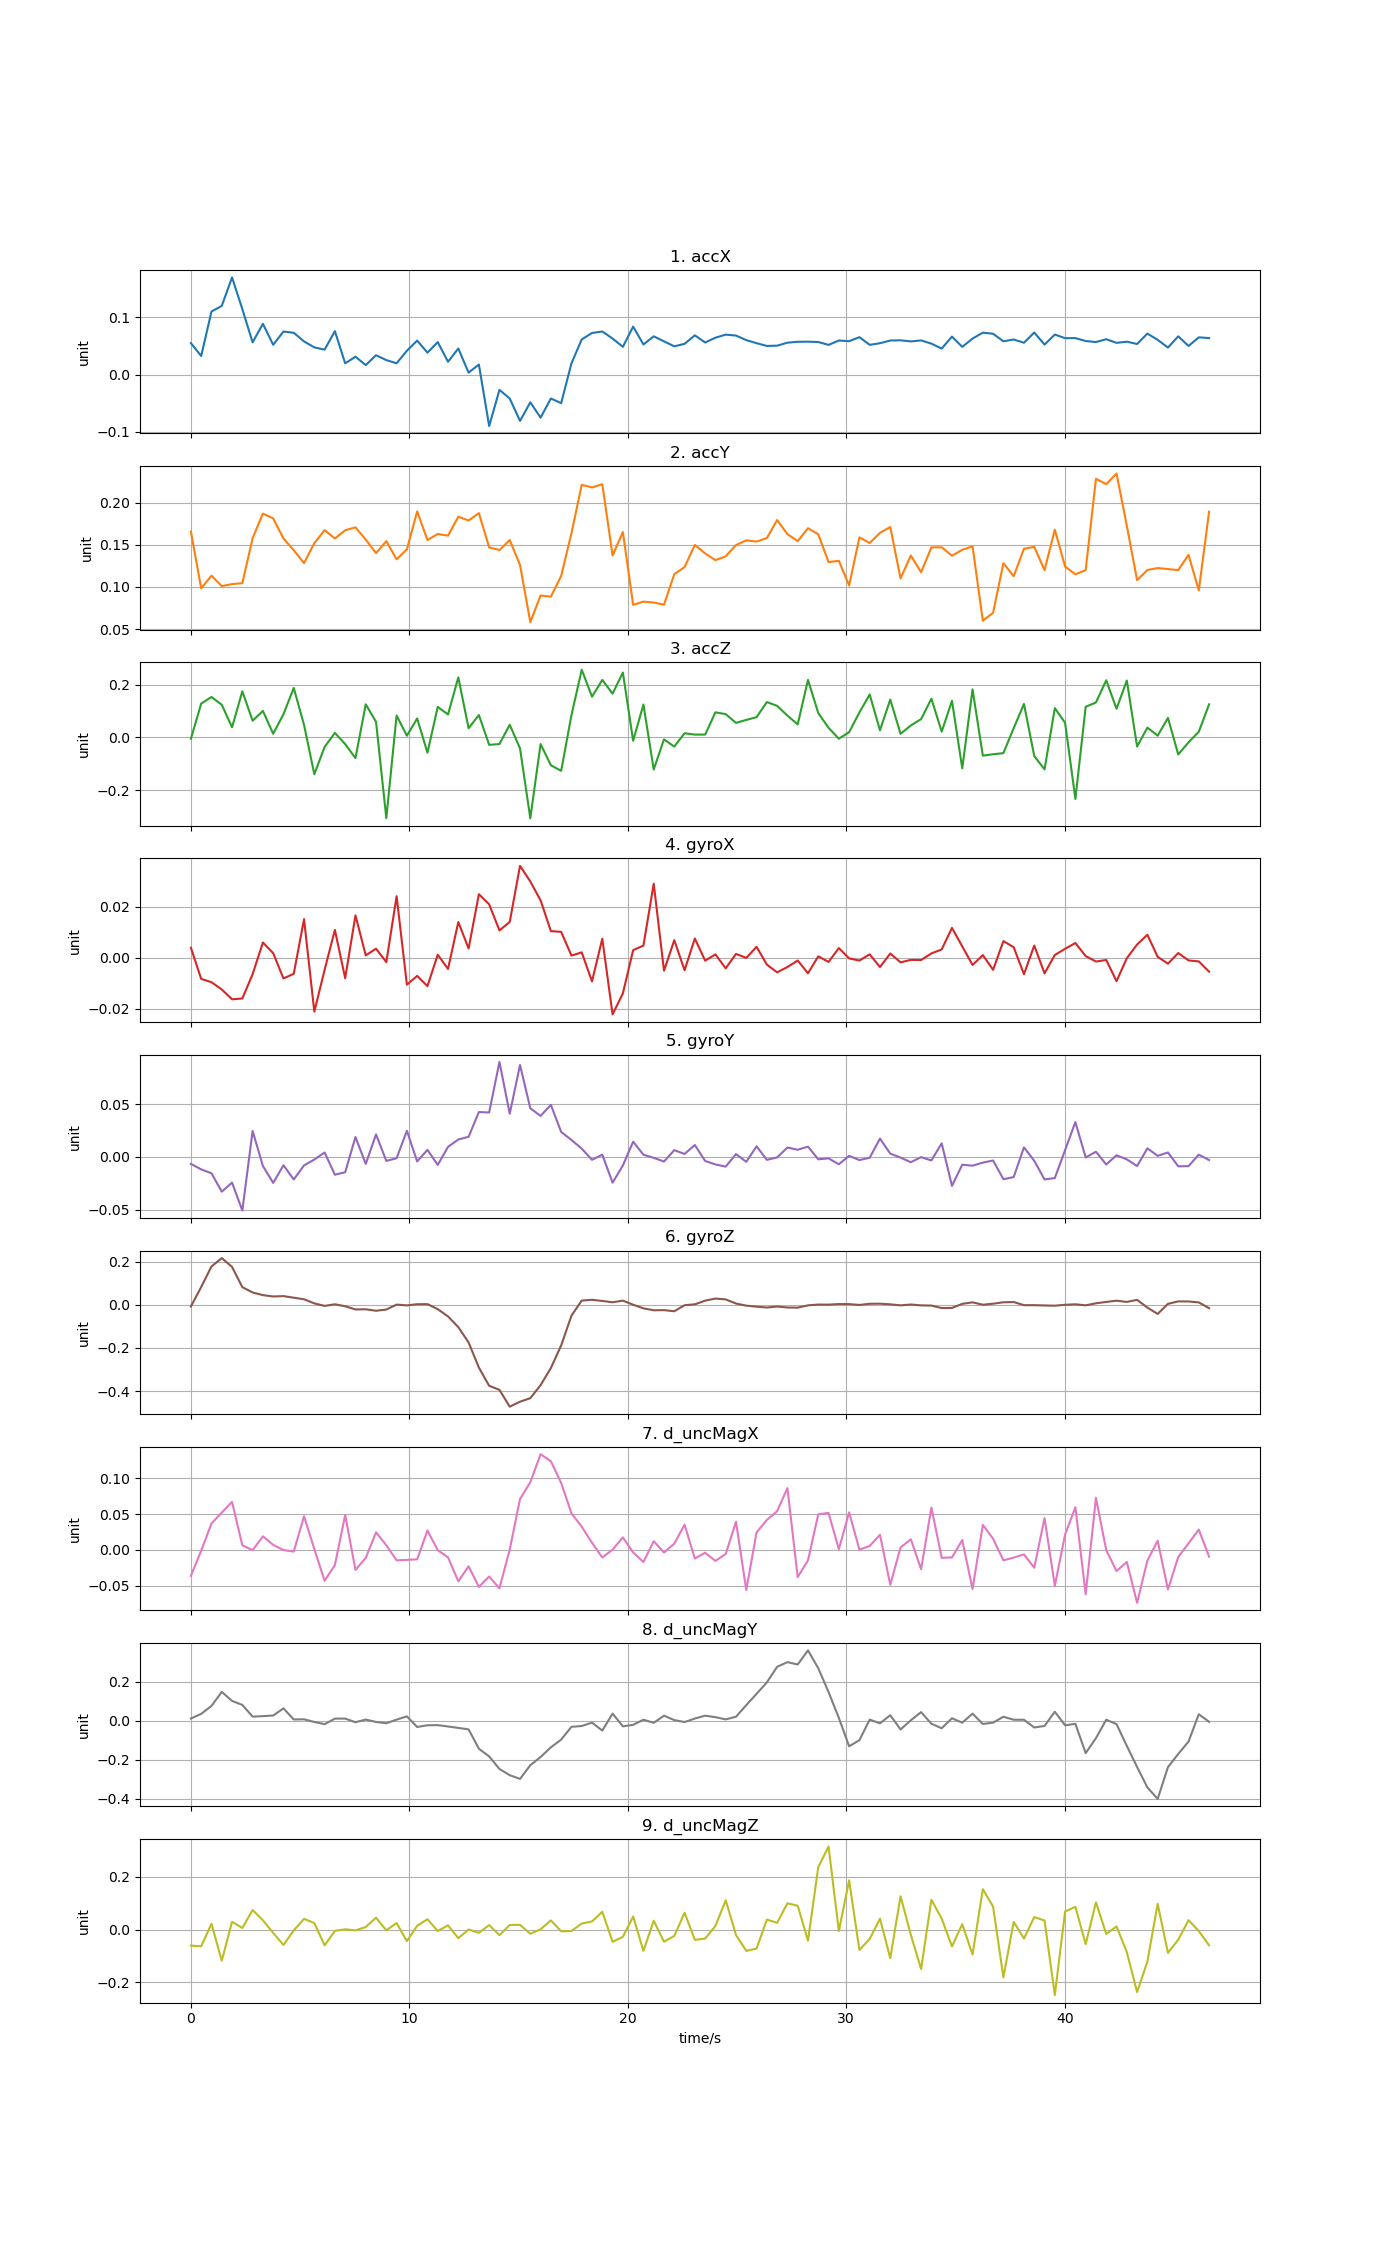 1. accX
0.1
0.0
−0.1
unit
2. accY
0.20
0.15
0.10
0.05
unit
3. accZ
0.2
0.0
−0.2
unit
4. gyroX
0.02
0.00
−0.02
unit
5. gyroY
0.05
0.00
−0.05
unit
6. gyroZ
0.2
0.0
−0.2
−0.4
unit
7. d_uncMagX
0.10
0.05
0.00
−0.05
unit
8. d_uncMagY
0.2
0.0
−0.2
−0.4
unit
9. d_uncMagZ
0.2
0.0
−0.2
unit
0 10 20 30 40
time/s